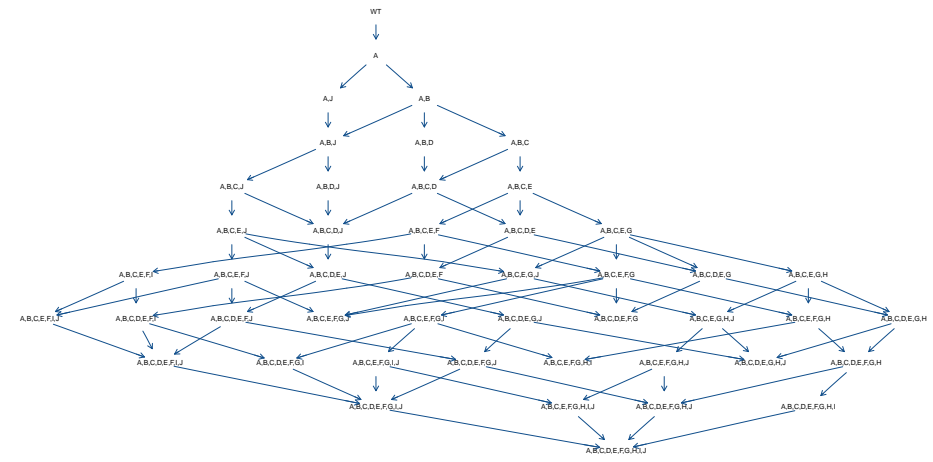 WT
A
A,J
A,B
A,B,J
A,B,D
A,B,C
A,B,C,J
A,B,D,J
A,B,C,D
A,B,C,E
A,B,C,E,J
A,B,C,D,J
A,B,C,E,F
A,B,C,D,E
A,B,C,E,G
A,B,C,E,F,I
A,B,C,E,F,J
A,B,C,D,E,J
A,B,C,D,E,F
A,B,C,E,G,J
A,B,C,E,F,G
A,B,C,D,E,G
A,B,C,E,G,H
A,B,C,E,F,I,J
A,B,C,D,E,F,I
A,B,C,D,E,F,J
A,B,C,E,F,G,J
A,B,C,E,F,G,I
A,B,C,D,E,G,J
A,B,C,D,E,F,G
A,B,C,E,G,H,J
A,B,C,E,F,G,H
A,B,C,D,E,G,H
A,B,C,D,E,F,I,J
A,B,C,D,E,F,G,I
A,B,C,E,F,G,I,J
A,B,C,D,E,F,G,J
A,B,C,E,F,G,H,I
A,B,C,E,F,G,H,J
A,B,C,D,E,G,H,J
A,B,C,D,E,F,G,H
A,B,C,D,E,F,G,I,J
A,B,C,E,F,G,H,I,J
A,B,C,D,E,F,G,H,J
A,B,C,D,E,F,G,H,I
A,B,C,D,E,F,G,H,I,J